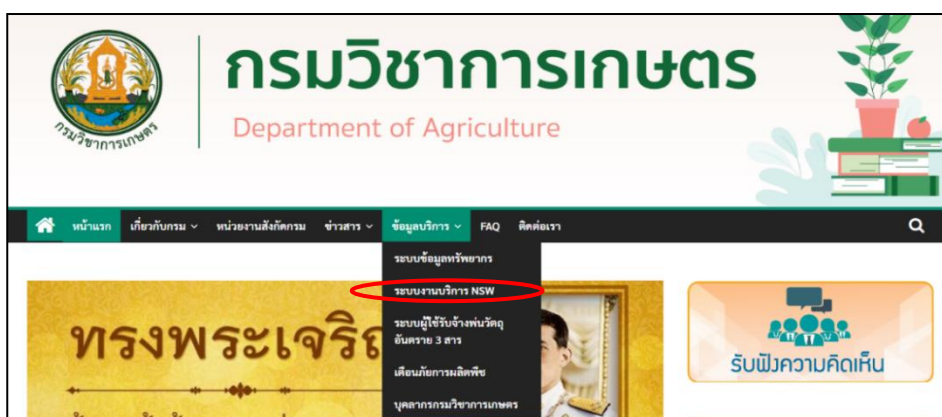 กรมวิชาการเกษตร
Department of Agriculture
กรมวิชาการเกษตร
หน้าแรก เกี่ยวกับกรม หน่วยงานสังกัดกรม ข่าวสาร ข้อมูลบริการ FAQ ติดต่อเรา
ระบบข้อมูลทรัพยากร
ระบบงานบริการ NSW
ระบบผู้ใช้รับจ้างพ่นวัตถุ
อันตราย 3 สาร
เตือนภัยการผลิตพืช
บุคลากรกรมวิชาการเกษตร
ทรงพระเจริญ
รับฟังความคิดเห็น